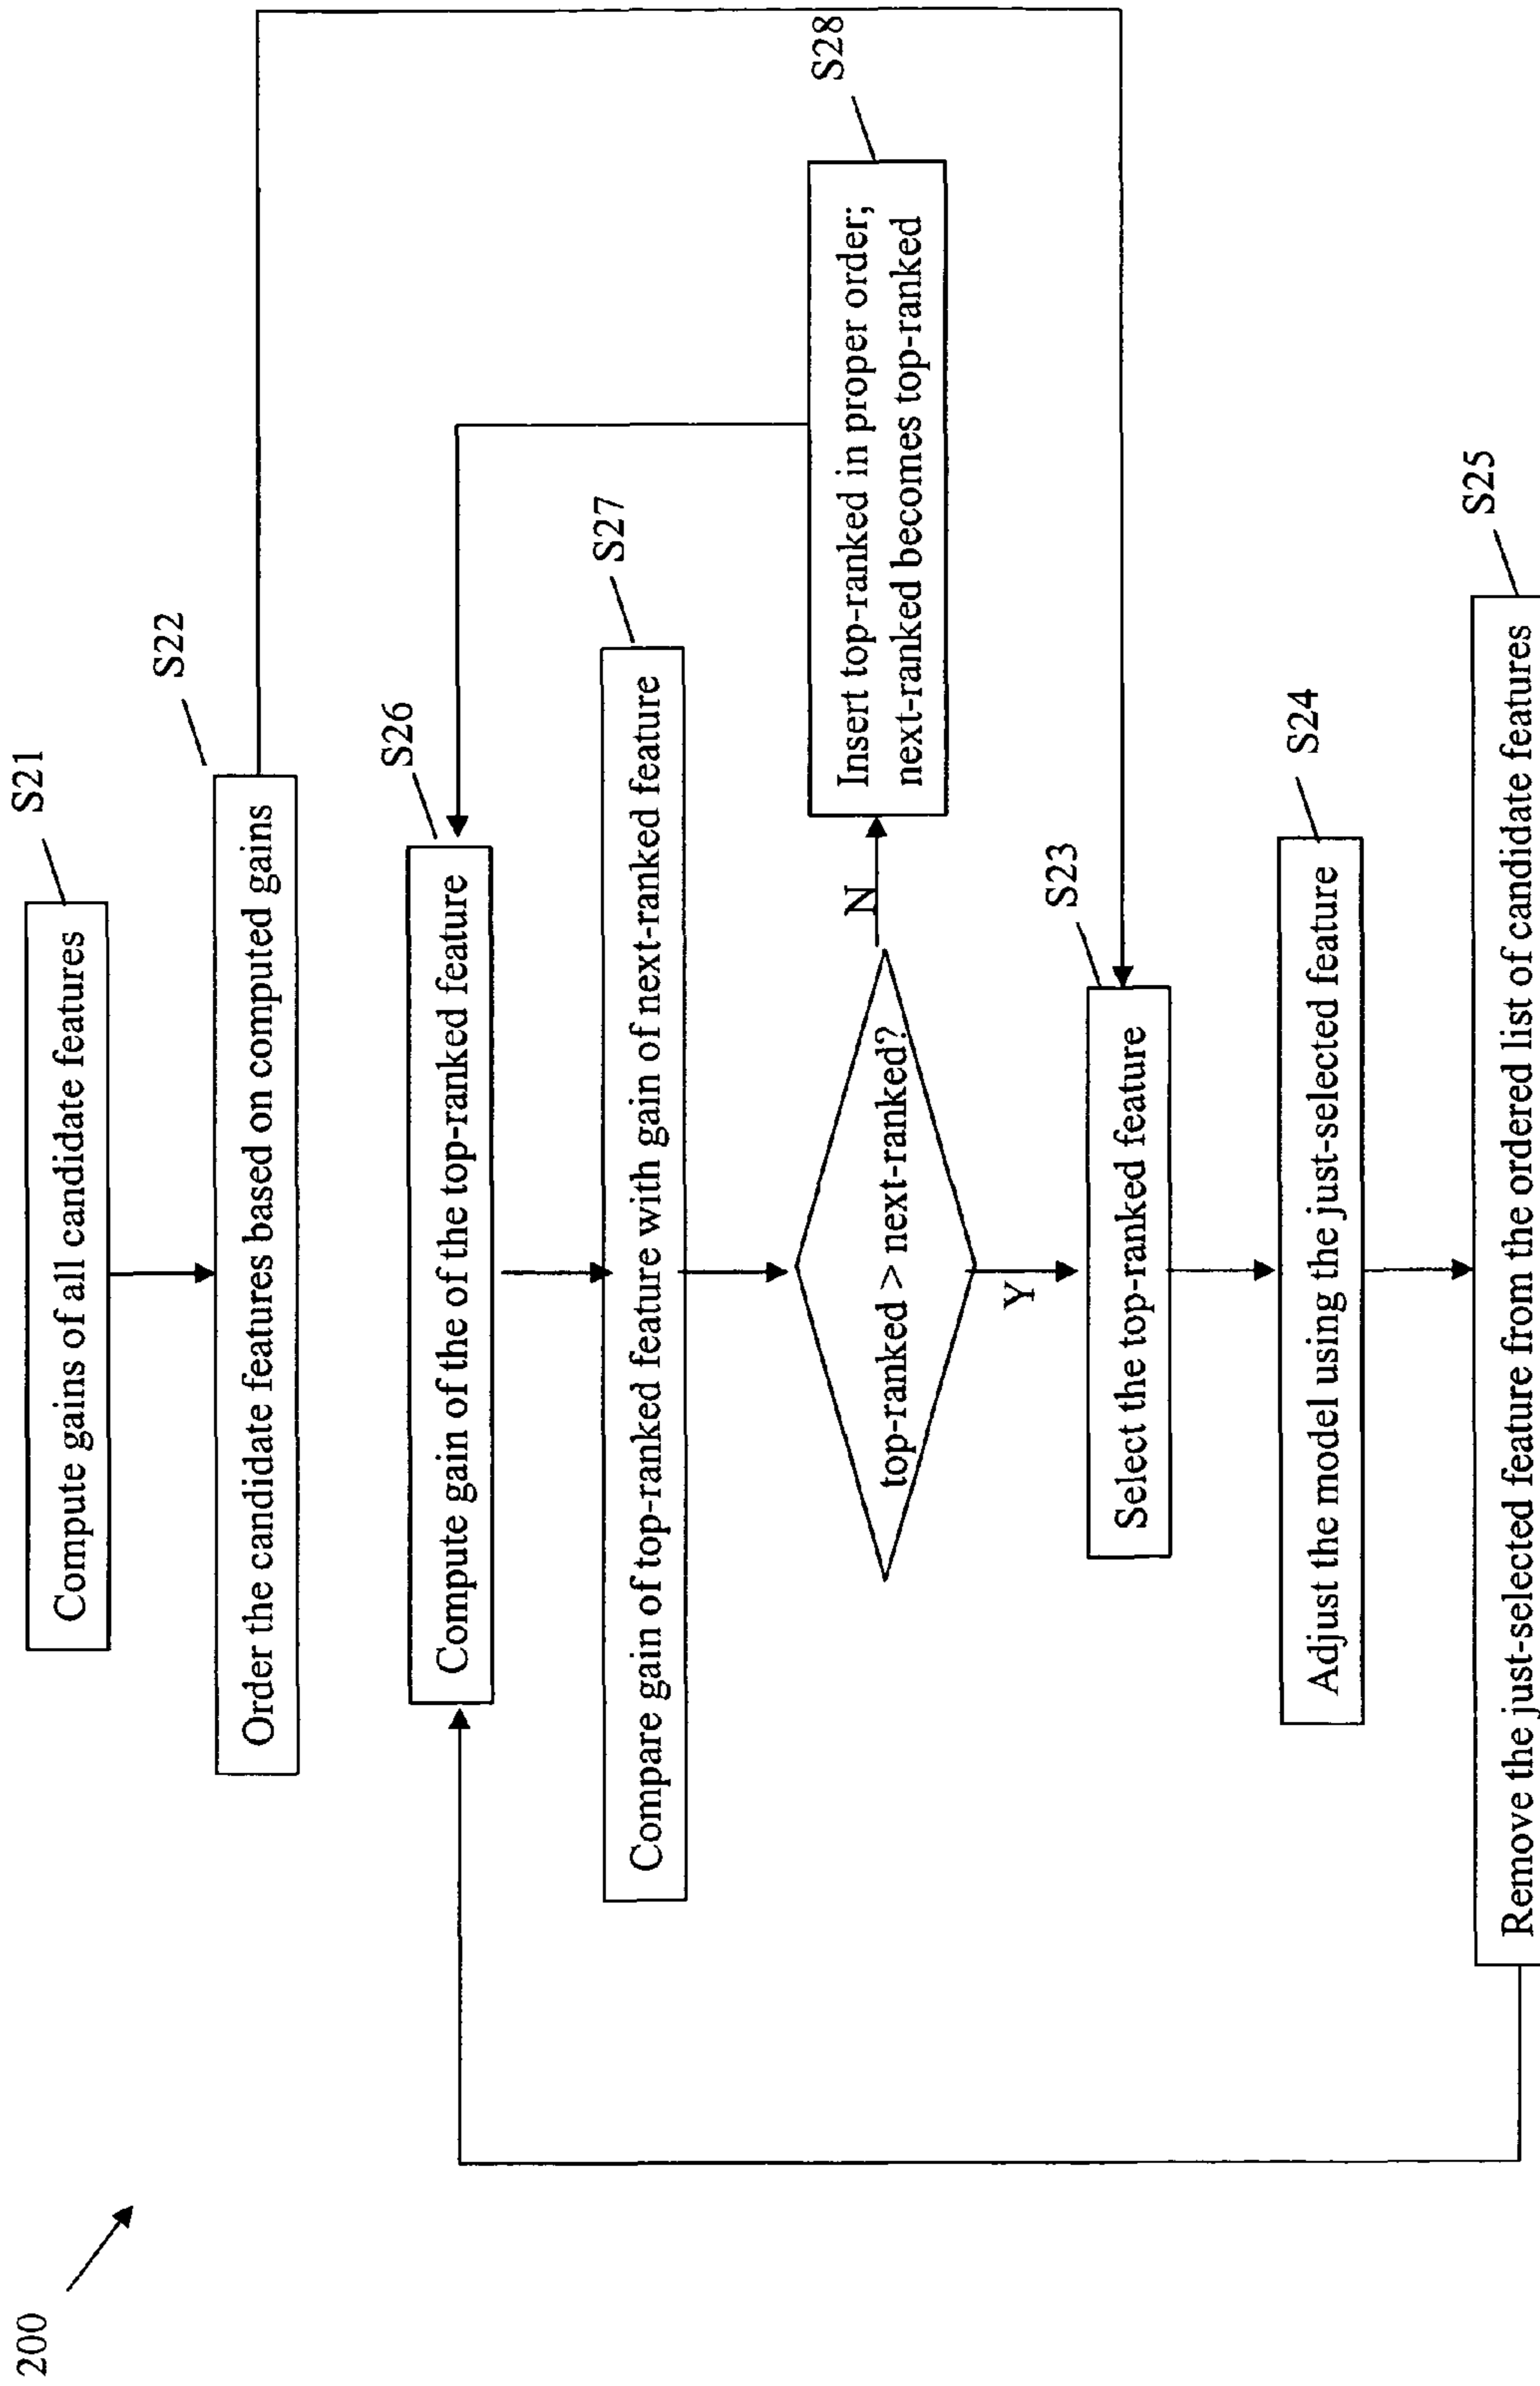 200
S21
Compute gains of all candidate features
S22
Order the candidate features based on computed gains
S26
Compute gain of the of the top-ranked feature
S27
Compare gain of top-ranked feature with gain of next-ranked feature
top-ranked > next-ranked?
N
S28
Insert top-ranked in proper order;
next-ranked becomes top-ranked
Y
S23
Select the top-ranked feature
S24
Adjust the model using the just-selected feature
S25
Remove the just-selected feature from the ordered list of candidate features